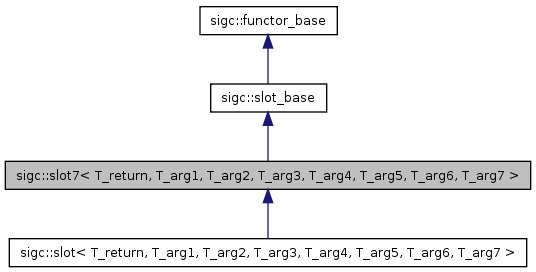 sigc::functor_base
sigc::slot_base
sigc::slot7< T_return, T_arg1, T_arg2, T_arg3, T_arg4, T_arg5, T_arg6, T_arg7 >
sigc::slot< T_return, T_arg1, T_arg2, T_arg3, T_arg4, T_arg5, T_arg6, T_arg7 >